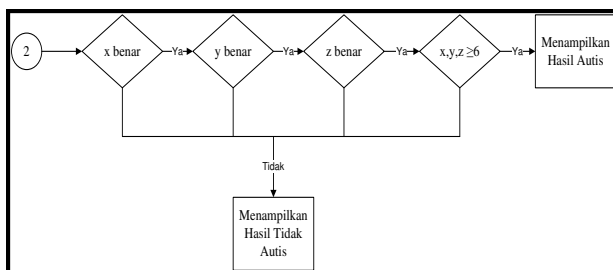 2
x benar
Ya
y benar
Ya
z benar
Ya
x,y,z ≥6
Ya
Menampilkan
Hasil Autis
Tidak
Menampilkan
Hasil Tidak
Autis